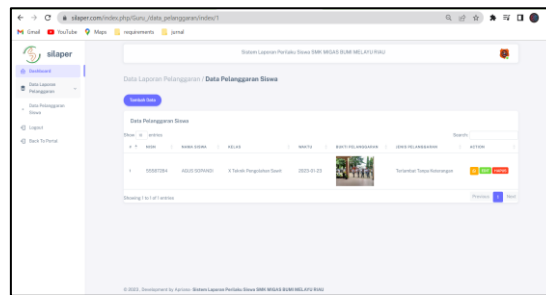 silaper.com/index.php/Guru_/data_pelanggaran/index/1
Gmail YouTube Maps requirements jurnal
silaper
Sistem Laporan Perilaku Siswa SMK MIGAS BUMI MELAYU RIAU
Dashboard
Data Laporan Pelanggaran
Data Pelanggaran Siswa
Logout
Back To Portal
Data Laporan Pelanggaran / Data Pelanggaran Siswa
Tambah Data
Data Pelanggaran Siswa
Show entries
Search:
# NISN NAMA SISWA KELAS WAKTU BUKTI PELANGGARAN JENIS PELANGGARAN ACTION
1 AGUS SOPANDI X Teknik Pengolahan Sawit 2023-01-23 Terlambat Tanpa Keterangan
Showing 1 to 1 of 1 entries
Previous 1 Next
© 2023, Development by Sistem Laporan Perilaku Siswa SMK MIGAS BUMI MELAYU RIAU